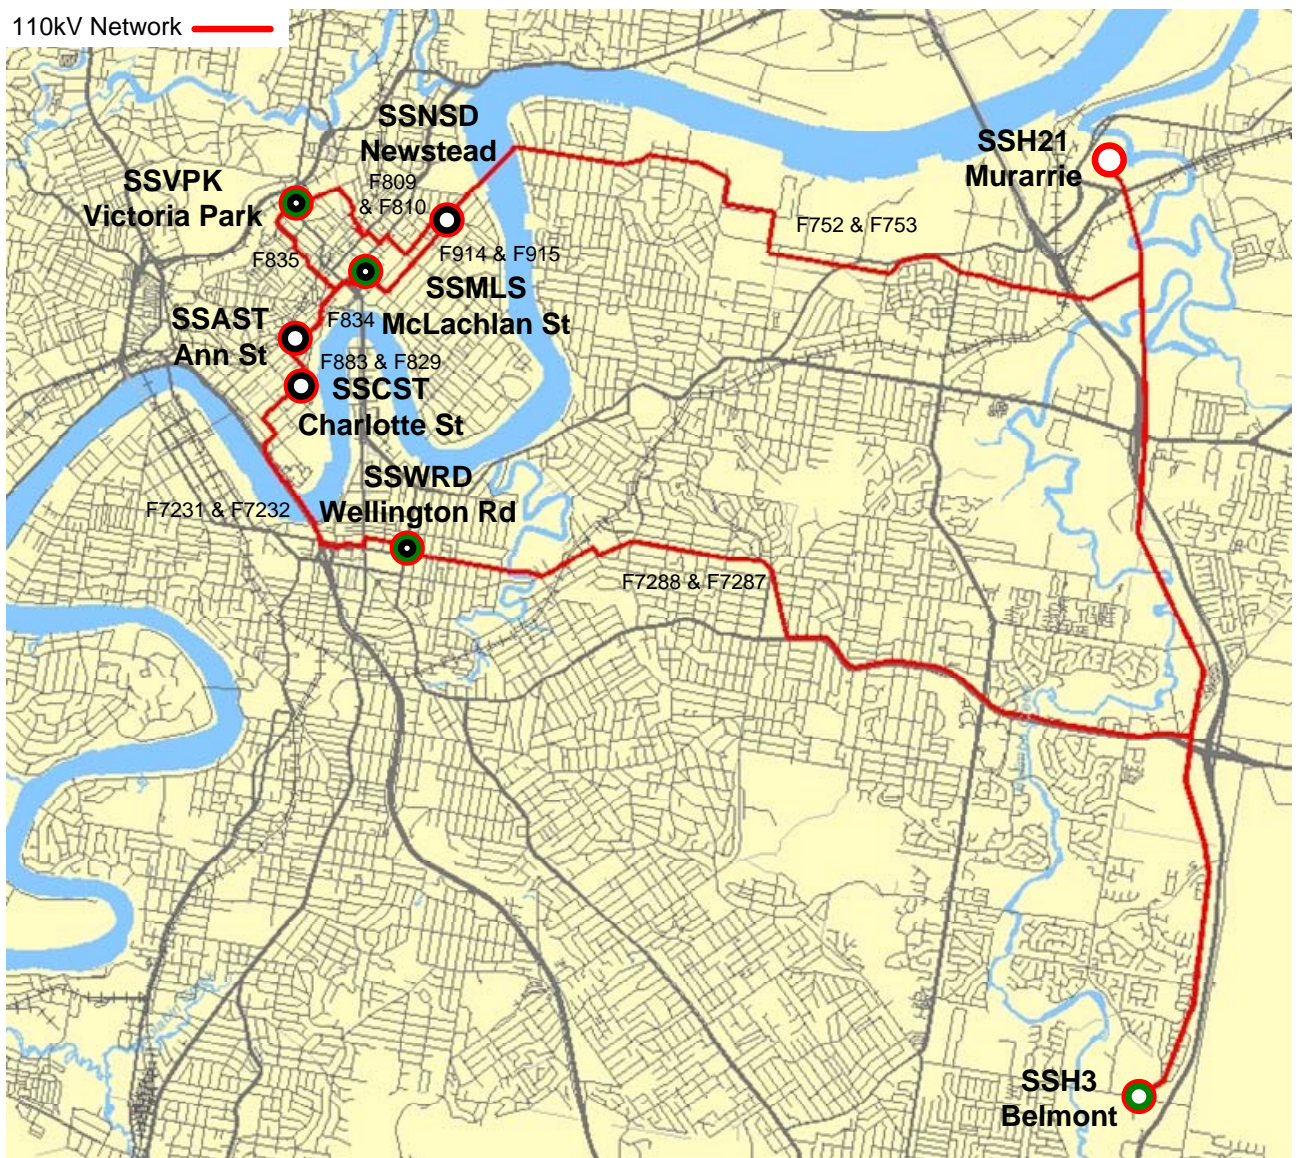 110kV Network
SSNSD
Newstead
SSH21
Murarrie
SSVPK
Victoria Park
F809
& F810
F752 & F753
F835
F914 & F915
SSMLS
McLachlan St
SSAST
Ann St
F834
F883 & F829
SSCST
Charlotte St
SSWRD
Wellington Rd
F7231 & F7232
F7288 & F7287
SSH3
Belmont